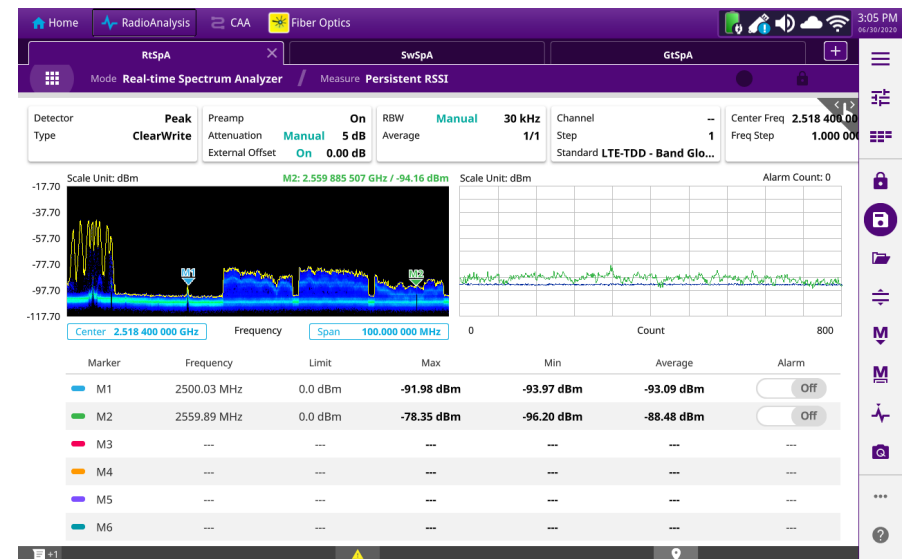 Home RadioAnalysis CAA Fiber Optics 3:05 PM
06/30/2020
RtSpA SwSpA GtSpA
Mode Real-time Spectrum Analyzer / Measure Persistent RSSI
Detector Peak Preamp On RBW Manual 30 kHz Channel -- Center Freq 2.518 400 00
Type ClearWrite Attenuation Manual 5 dB Average 1/1 Step 1 Freq Step 1.000 000
External Offset On 0.00 dB Standard LTE-TDD - Band Glo...
Scale Unit: dBm M2: 2.559 885 507 GHz / -94.16 dBm Scale Unit: dBm Alarm Count: 0
-17.70
-37.70
-57.70
-77.70
M1 M2
-97.70
-117.70
Center 2.518 400 000 GHz Frequency Span 100.000 000 MHz 0 Count 800
Marker Frequency Limit Max Min Average Alarm
M1 2500.03 MHz 0.0 dBm -91.98 dBm -93.97 dBm -93.09 dBm Off
M2 2559.89 MHz 0.0 dBm -78.35 dBm -96.20 dBm -88.48 dBm Off
M3 --- --- --- --- --- ---
M4 --- --- --- --- --- ---
M5 --- --- --- --- --- ---
M6 --- --- --- --- --- ---
+1